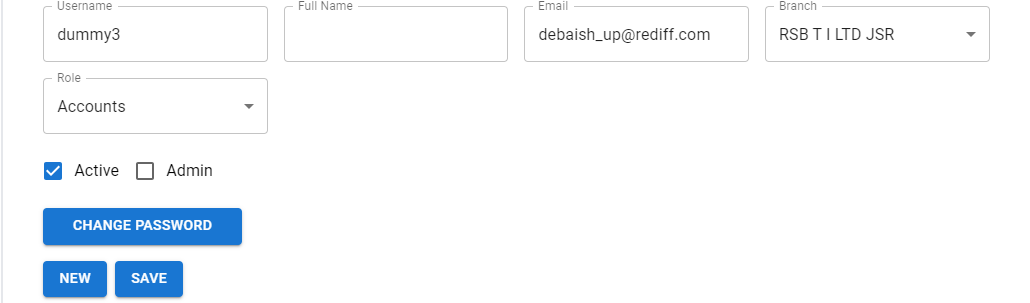 Username Full Name Email Branch
dummy3 debaish_up@rediff.com RSB T I LTD JSR
Role
Accounts
Active Admin
CHANGE PASSWORD
NEW SAVE